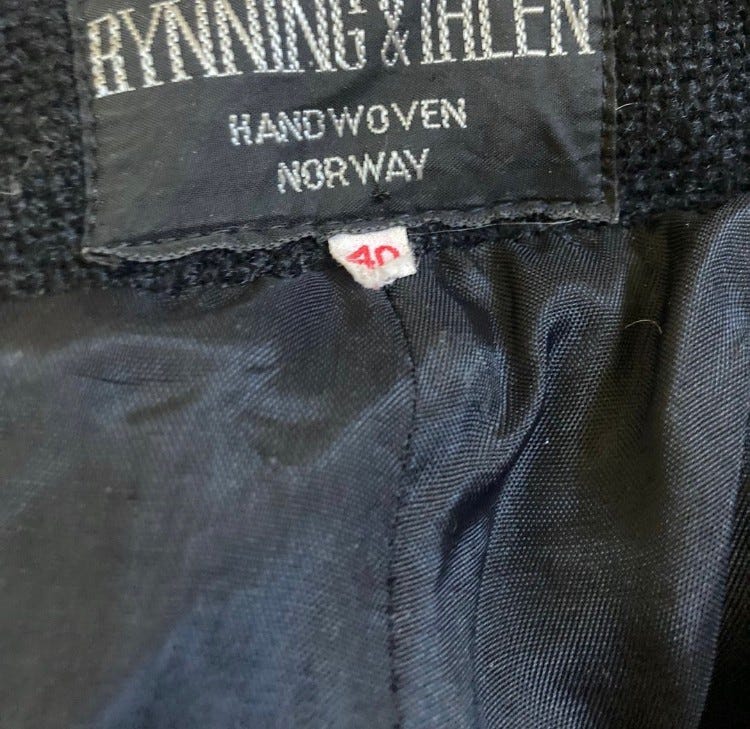 RYNNING & IHLEN
HANDWOVEN
NORWAY
40